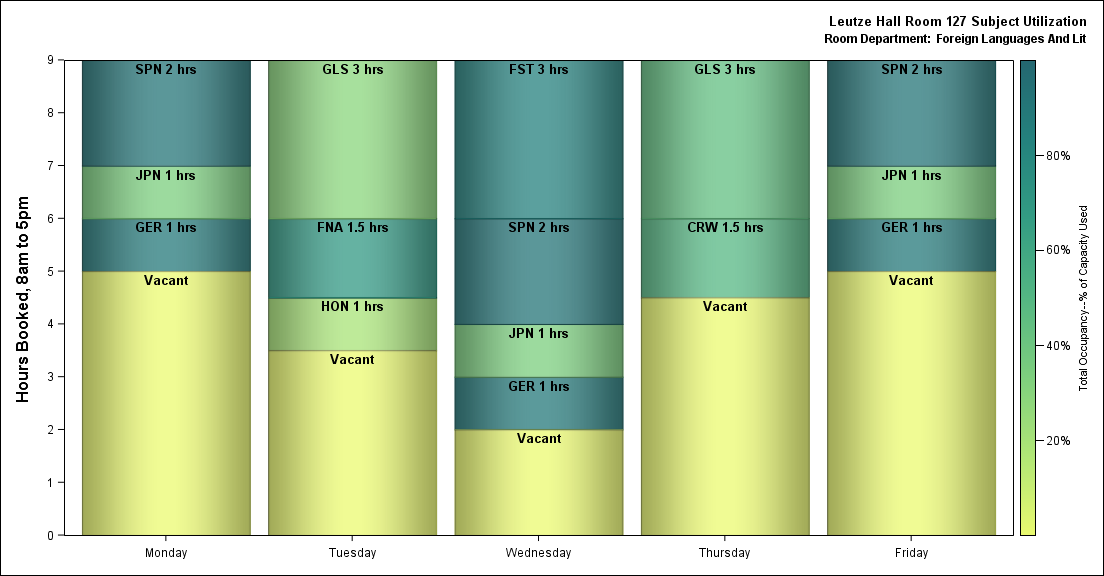 Leutze Hall Room 127 Subject Utilization
Room Department: Foreign Languages And Lit
Hours Booked, 8am to 5pm
9
8
7
6
5
4
3
2
1
0
SPN 2 hrs
JPN 1 hrs
GER 1 hrs
Vacant
GLS 3 hrs
FNA 1.5 hrs
HON 1 hrs
Vacant
FST 3 hrs
SPN 2 hrs
JPN 1 hrs
GER 1 hrs
Vacant
GLS 3 hrs
CRW 1.5 hrs
Vacant
SPN 2 hrs
JPN 1 hrs
GER 1 hrs
Vacant
Monday
Tuesday
Wednesday
Thursday
Friday
80%
60%
40%
20%
Total Occupancy--% of Capacity Used